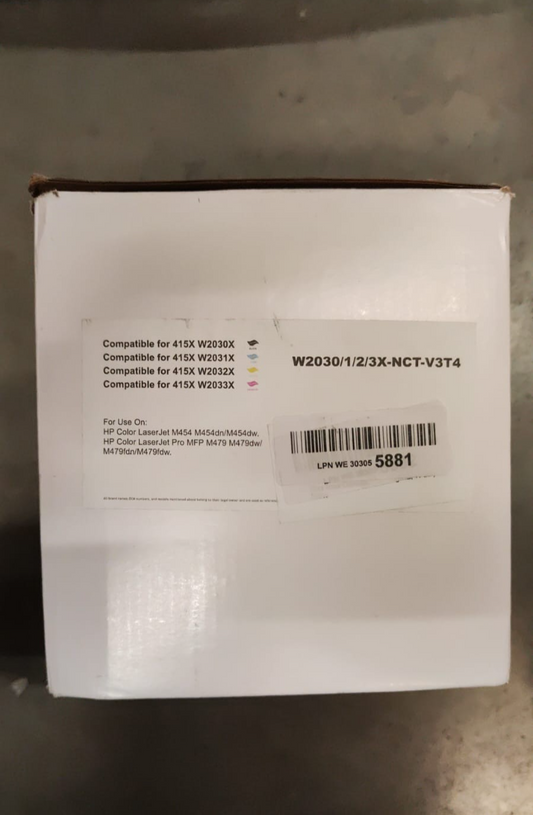 Compatible for 415X W2030X
Compatible for 415X W2031X
Compatible for 415X W2032X
Compatible for 415X W2033X
W2030/1/2/3X-NCT-V3T4
For Use On:
HP Color LaserJet M454 M454dn/M454dw.
HP Color LaserJet Pro MFP M479 M479dw/
M479fdn/M479fdw.
LPN WE 30305 5881